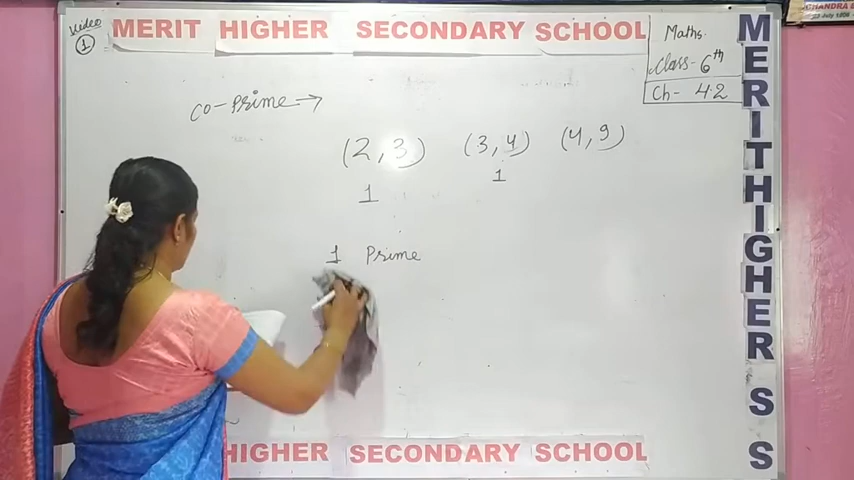 video
1
MERIT HIGHER SECONDARY SCHOOL
Maths.
Class - 6th
Ch - 4.2
CO-Prime →
(2, 3) (3, 4) (4, 9)
1 1
1 Prime
HIGHER SECONDARY SCHOOL
MERIT HIGHER S S